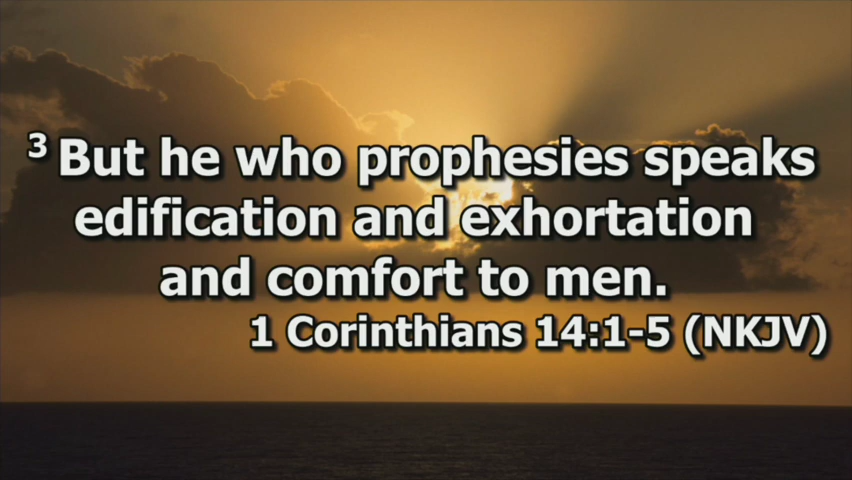 3 But he who prophesies speaks
edification and exhortation
and comfort to men.
1 Corinthians 14:1-5 (NKJV)